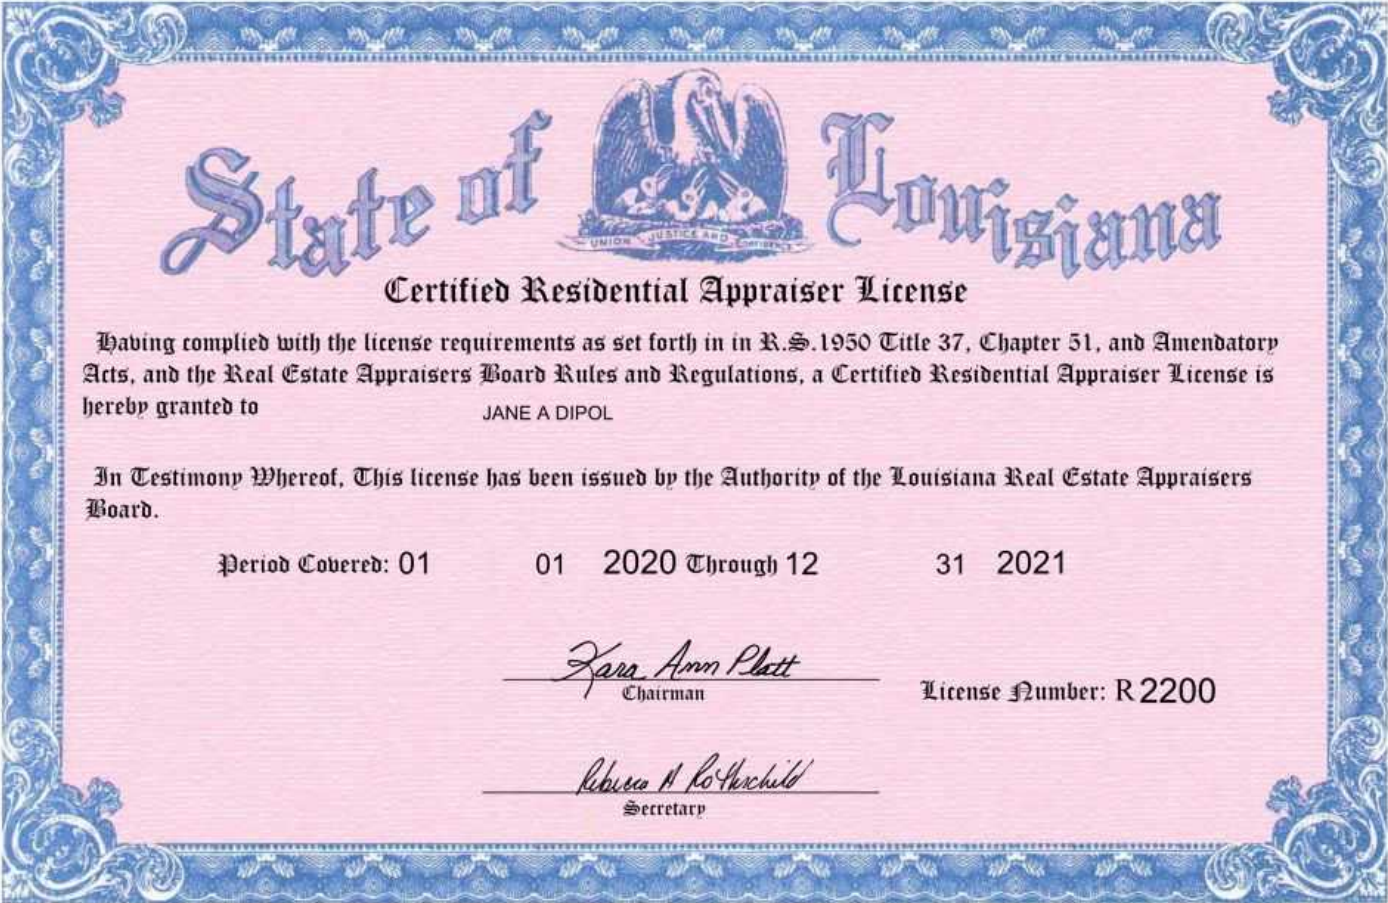 State of Louisiana
UNION JUSTICE AND CONFIDENCE
Certified Residential Appraiser License
Having complied with the license requirements as set forth in in R.S.1950 Title 37, Chapter 51, and Amendatory
Acts, and the Real Estate Appraisers Board Rules and Regulations, a Certified Residential Appraiser License is
hereby granted to JANE A DIPOL
In Testimony Whereof, This license has been issued by the Authority of the Louisiana Real Estate Appraisers
Board.
Period Covered: 01 01 2020 Through 12 31 2021
Kara Ann Platt
Chairman
License Number: R 2200
Rebecca A Rothschild
Secretary